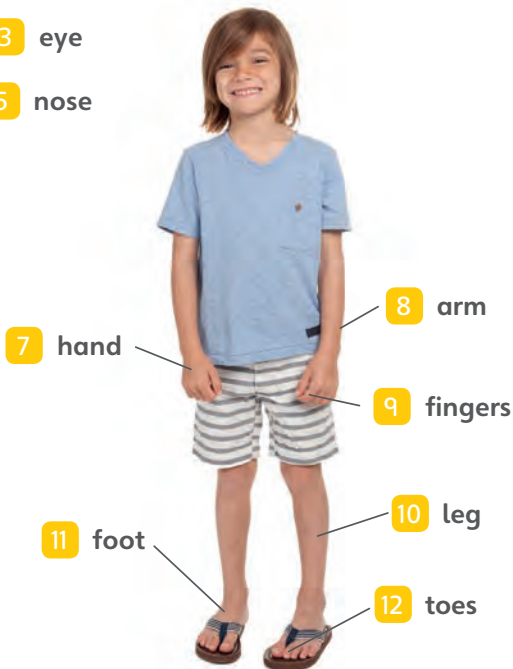 3 eye
5 nose
8 arm
7 hand
9 fingers
10 leg
11 foot
12 toes